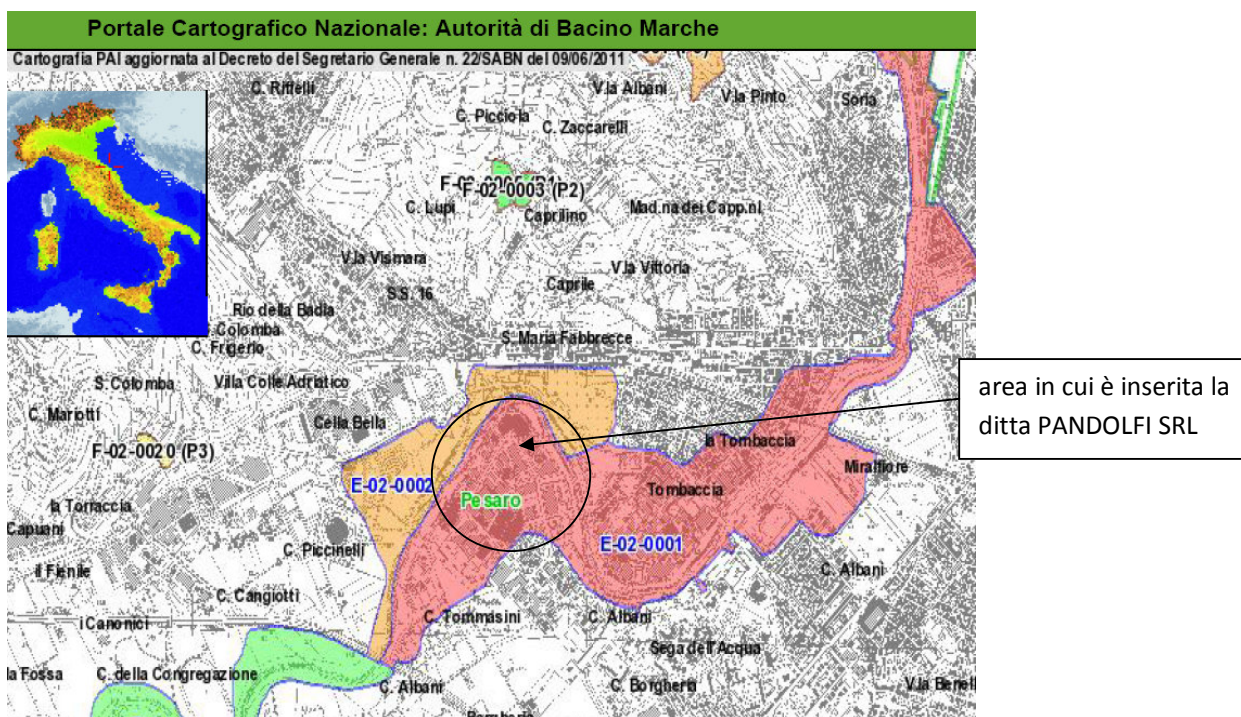 Portale Cartografico Nazionale: Autorità di Bacino Marche
Cartografia PAI aggiornata al Decreto del Segretario Generale n. 22/SABN del 09/06/2011
C. Riffelli
V.la Albani
V.la Pinto
Soria
C. Picciola
C. Zaccarelli
F-02-0003 (P2)
C. Lupi
Caprilino
Mad.na dei Capp.ni
V.la Vismara
V.la Vittoria
S.S. 16
Caprile
Rio della Badia
Colomba
C. Frigerio
S. Maria Fabbrecce
area in cui è inserita la
ditta PANDOLFI SRL
S. Colomba
Villa Colle Adriatico
C. Mariotti
Cella Bella
F-02-0020 (P3)
la Tombaccia
Miralfiore
E-02-0002
Pesaro
Tombaccia
la Torraccia
Capuani
C. Piccinelli
E-02-0001
il Fienile
C. Albani
C. Cangiotti
i Canonici
C. Tommasini
C. Albani
Sega dell'Acqua
la Fossa
C. della Congregazione
C. Albani
C. Borgheria
V.la Benel